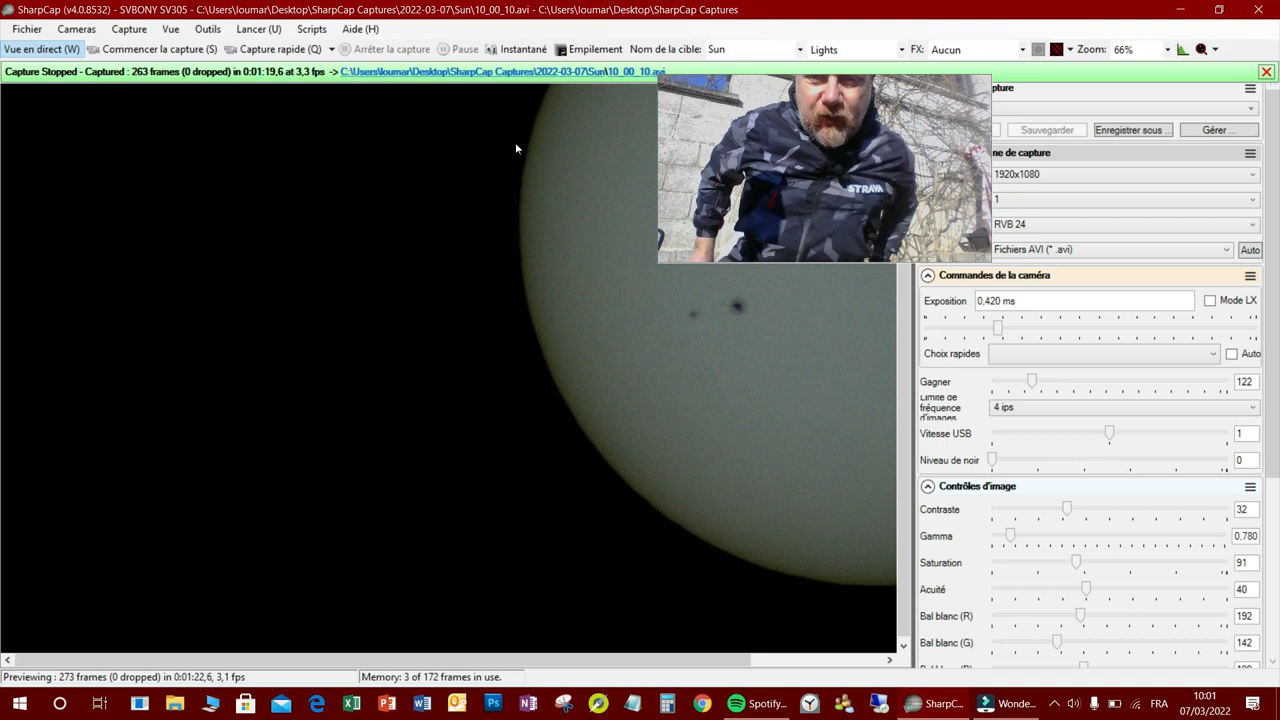 SharpCap (v4.0.8532) - SVBONY SV305 - C:\Users\loumar\Desktop\SharpCap Captures\2022-03-07\Sun\10_00_10.avi - C:\Users\loumar\Desktop\SharpCap Captures
Fichier Cameras Capture Vue Outils Lancer (U) Scripts Aide (H)
Vue en direct (W) Commencer la capture (S) Capture rapide (Q) Arrêter la capture Pause Instantané Empilement Nom de la cible: Sun Lights FX: Aucun Zoom: 66%
Capture Stopped - Captured : 263 frames (0 dropped) in 0:01:19,6 at 3,3 fps -> C:\Users\loumar\Desktop\SharpCap Captures\2022-03-07\Sun\10_00_10.avi
pture
Sauvegarder Enregistrer sous ... Gérer ...
ne de capture
1920x1080
1
RVB 24
Fichiers AVI (*.avi) Auto
STRAVA
Commandes de la caméra
Exposition 0,420 ms Mode LX
Choix rapides Auto
Gagner 122
Limite de
fréquence 4 ips
d'images
Vitesse USB 1
Niveau de noir 0
Contrôles d'image
Contraste 32
Gamma 0.780
Saturation 91
Acuité 40
Bal blanc (R) 192
Bal blanc (G) 142
Previewing : 273 frames (0 dropped) in 0:01:22,6, 3,1 fps Memory: 3 of 172 frames in use.
Spotify... SharpC... Wonde... FRA 10:01
07/03/2022